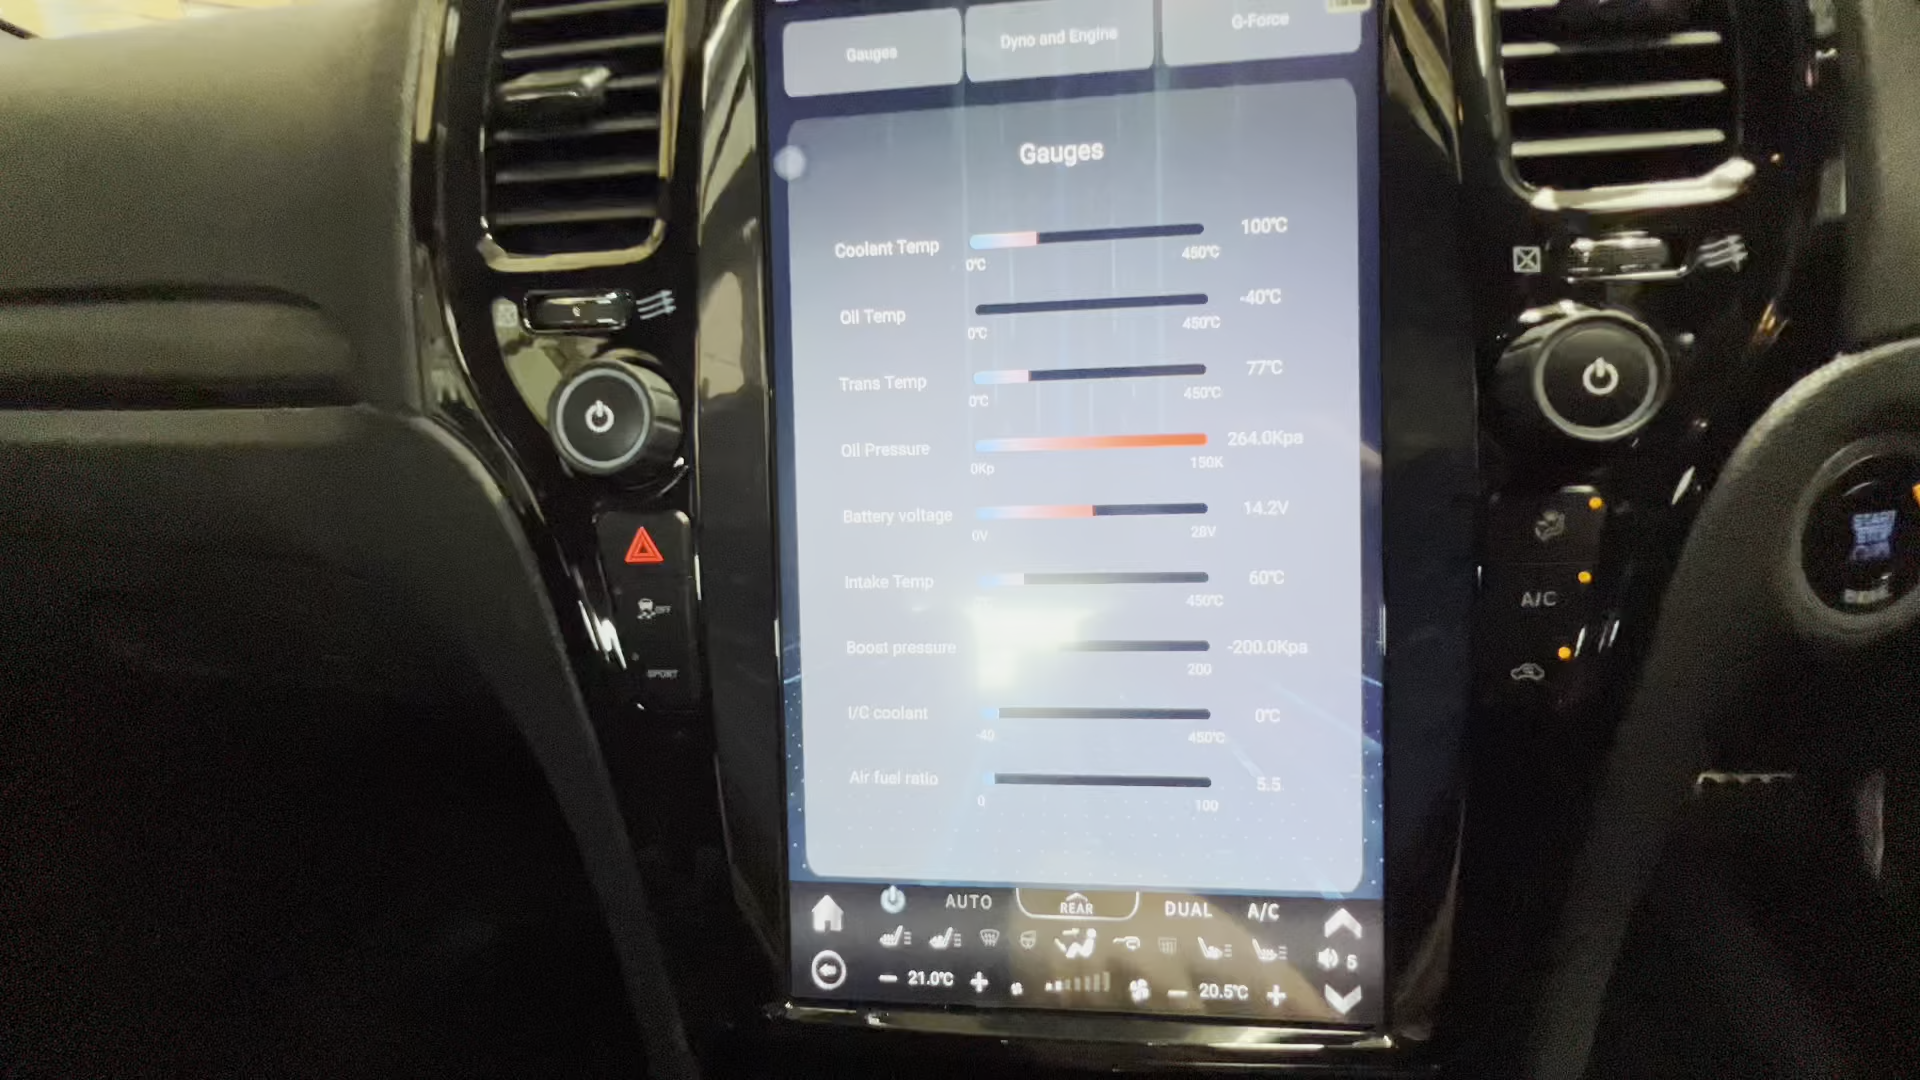 Gauges
Dyno and Engine
G-Force
Gauges
Coolant Temp
100℃
0℃
450℃
Oil Temp
-40℃
0℃
450℃
Trans Temp
77℃
0℃
450℃
Oil Pressure
264.0Kpa
0Kp
150K
Battery voltage
14.2V
0V
28V
Intake Temp
60℃
450℃
Boost pressure
-200.0Kpa
200
I/C coolant
0℃
-40
450℃
Air fuel ratio
5.5
0
100
AUTO
REAR
DUAL
A/C
5
21.0℃
20.5℃
OFF
SPORT
A/C